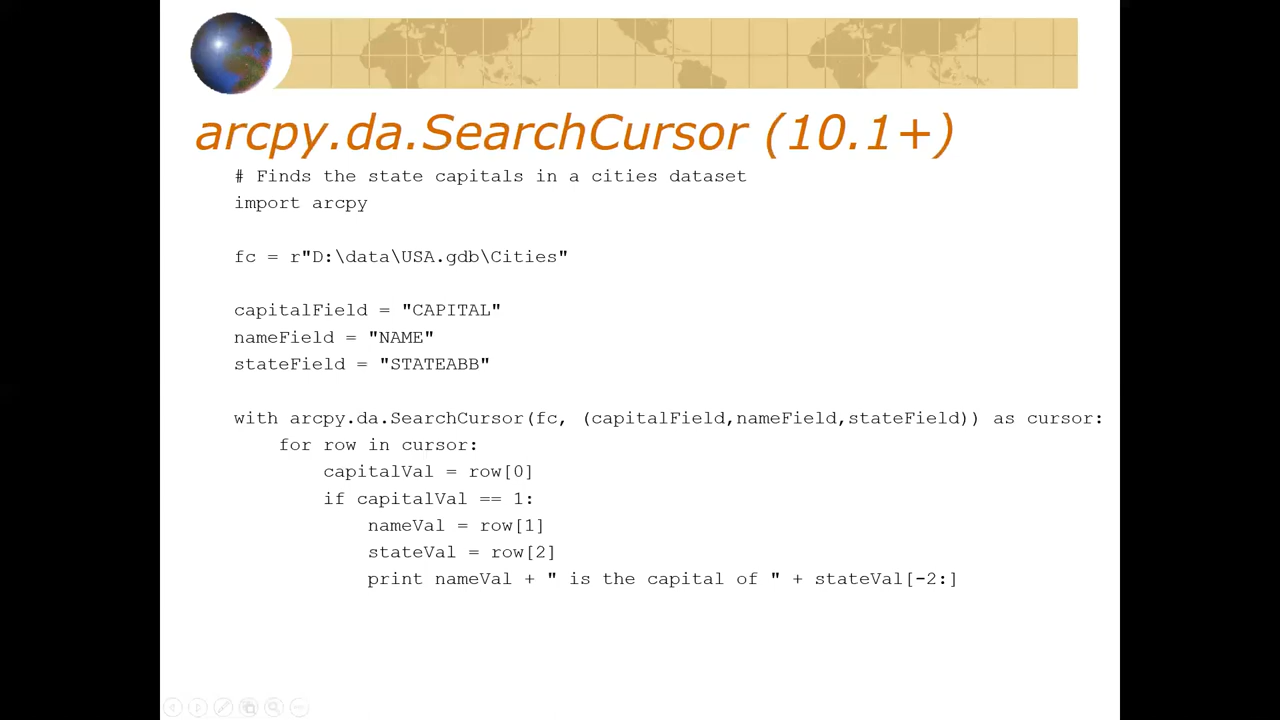 arcpy.da.SearchCursor (10.1+)
# Finds the state capitals in a cities dataset
import arcpy
fc = r"D:\data\USA.gdb\Cities"
capitalField = "CAPITAL"
nameField = "NAME"
stateField = "STATEABB"
with arcpy.da.SearchCursor(fc, (capitalField,nameField,stateField)) as cursor:
    for row in cursor:
        capitalVal = row[0]
        if capitalVal == 1:
            nameVal = row[1]
            stateVal = row[2]
            print nameVal + " is the capital of " + stateVal[-2:]